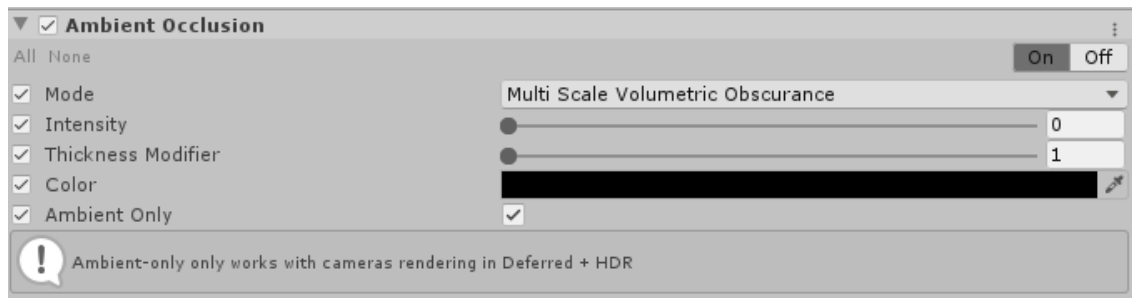 Ambient Occlusion
All None On Off
Mode Multi Scale Volumetric Obscurance
Intensity 0
Thickness Modifier 1
Color
Ambient Only
Ambient-only only works with cameras rendering in Deferred + HDR